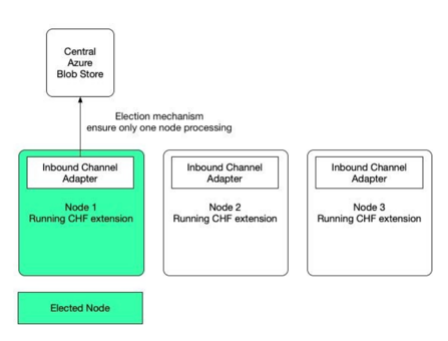 Central
Azure
Blob Store
Election mechanism
ensure only one node processing
Inbound Channel
Adapter
Node 1
Running CHF extension
Inbound Channel
Adapter
Node 2
Running CHF extension
Inbound Channel
Adapter
Node 3
Running CHF extension
Elected Node